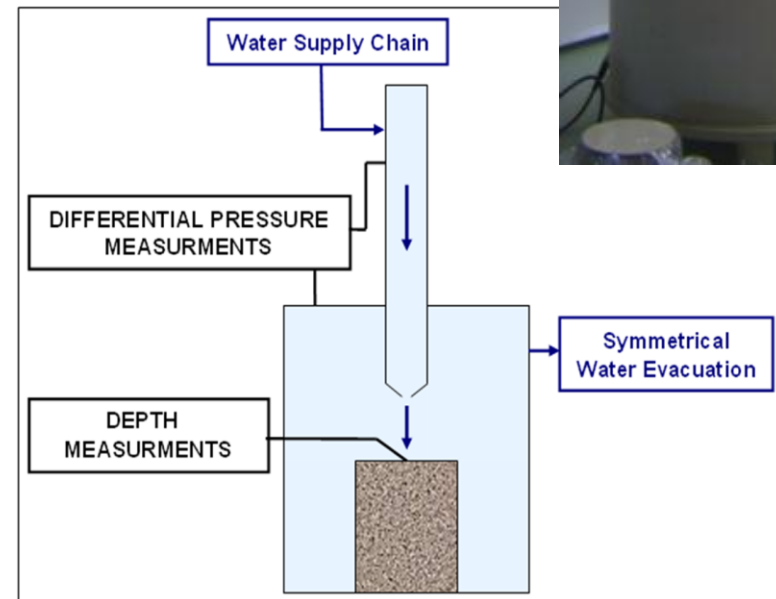 Water Supply Chain
DIFFERENTIAL PRESSURE
MEASURMENTS
Symmetrical
Water Evacuation
DEPTH
MEASURMENTS